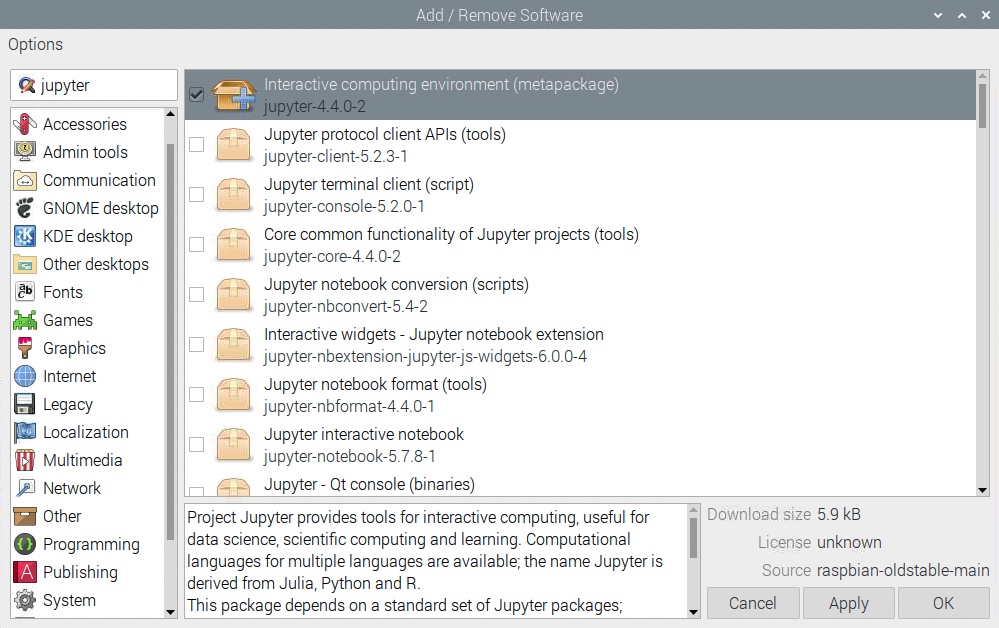 Add / Remove Software
Options
jupyter
Accessories
Admin tools
Communication
GNOME desktop
KDE desktop
Other desktops
Fonts
Games
Graphics
Internet
Legacy
Localization
Multimedia
Network
Other
Programming
Publishing
System
Interactive computing environment (metapackage)
jupyter-4.4.0-2
Jupyter protocol client APIs (tools)
jupyter-client-5.2.3-1
Jupyter terminal client (script)
jupyter-console-5.2.0-1
Core common functionality of Jupyter projects (tools)
jupyter-core-4.4.0-2
Jupyter notebook conversion (scripts)
jupyter-nbconvert-5.4-2
Interactive widgets - Jupyter notebook extension
jupyter-nbextension-jupyter-js-widgets-6.0.0-4
Jupyter notebook format (tools)
jupyter-nbformat-4.4.0-1
Jupyter interactive notebook
jupyter-notebook-5.7.8-1
Jupyter - Qt console (binaries)
Project Jupyter provides tools for interactive computing, useful for
data science, scientific computing and learning. Computational
languages for multiple languages are available; the name Jupyter is
derived from Julia, Python and R.
This package depends on a standard set of Jupyter packages;
Download size 5.9 kB
License unknown
Source raspbian-oldstable-main
Cancel
Apply
OK